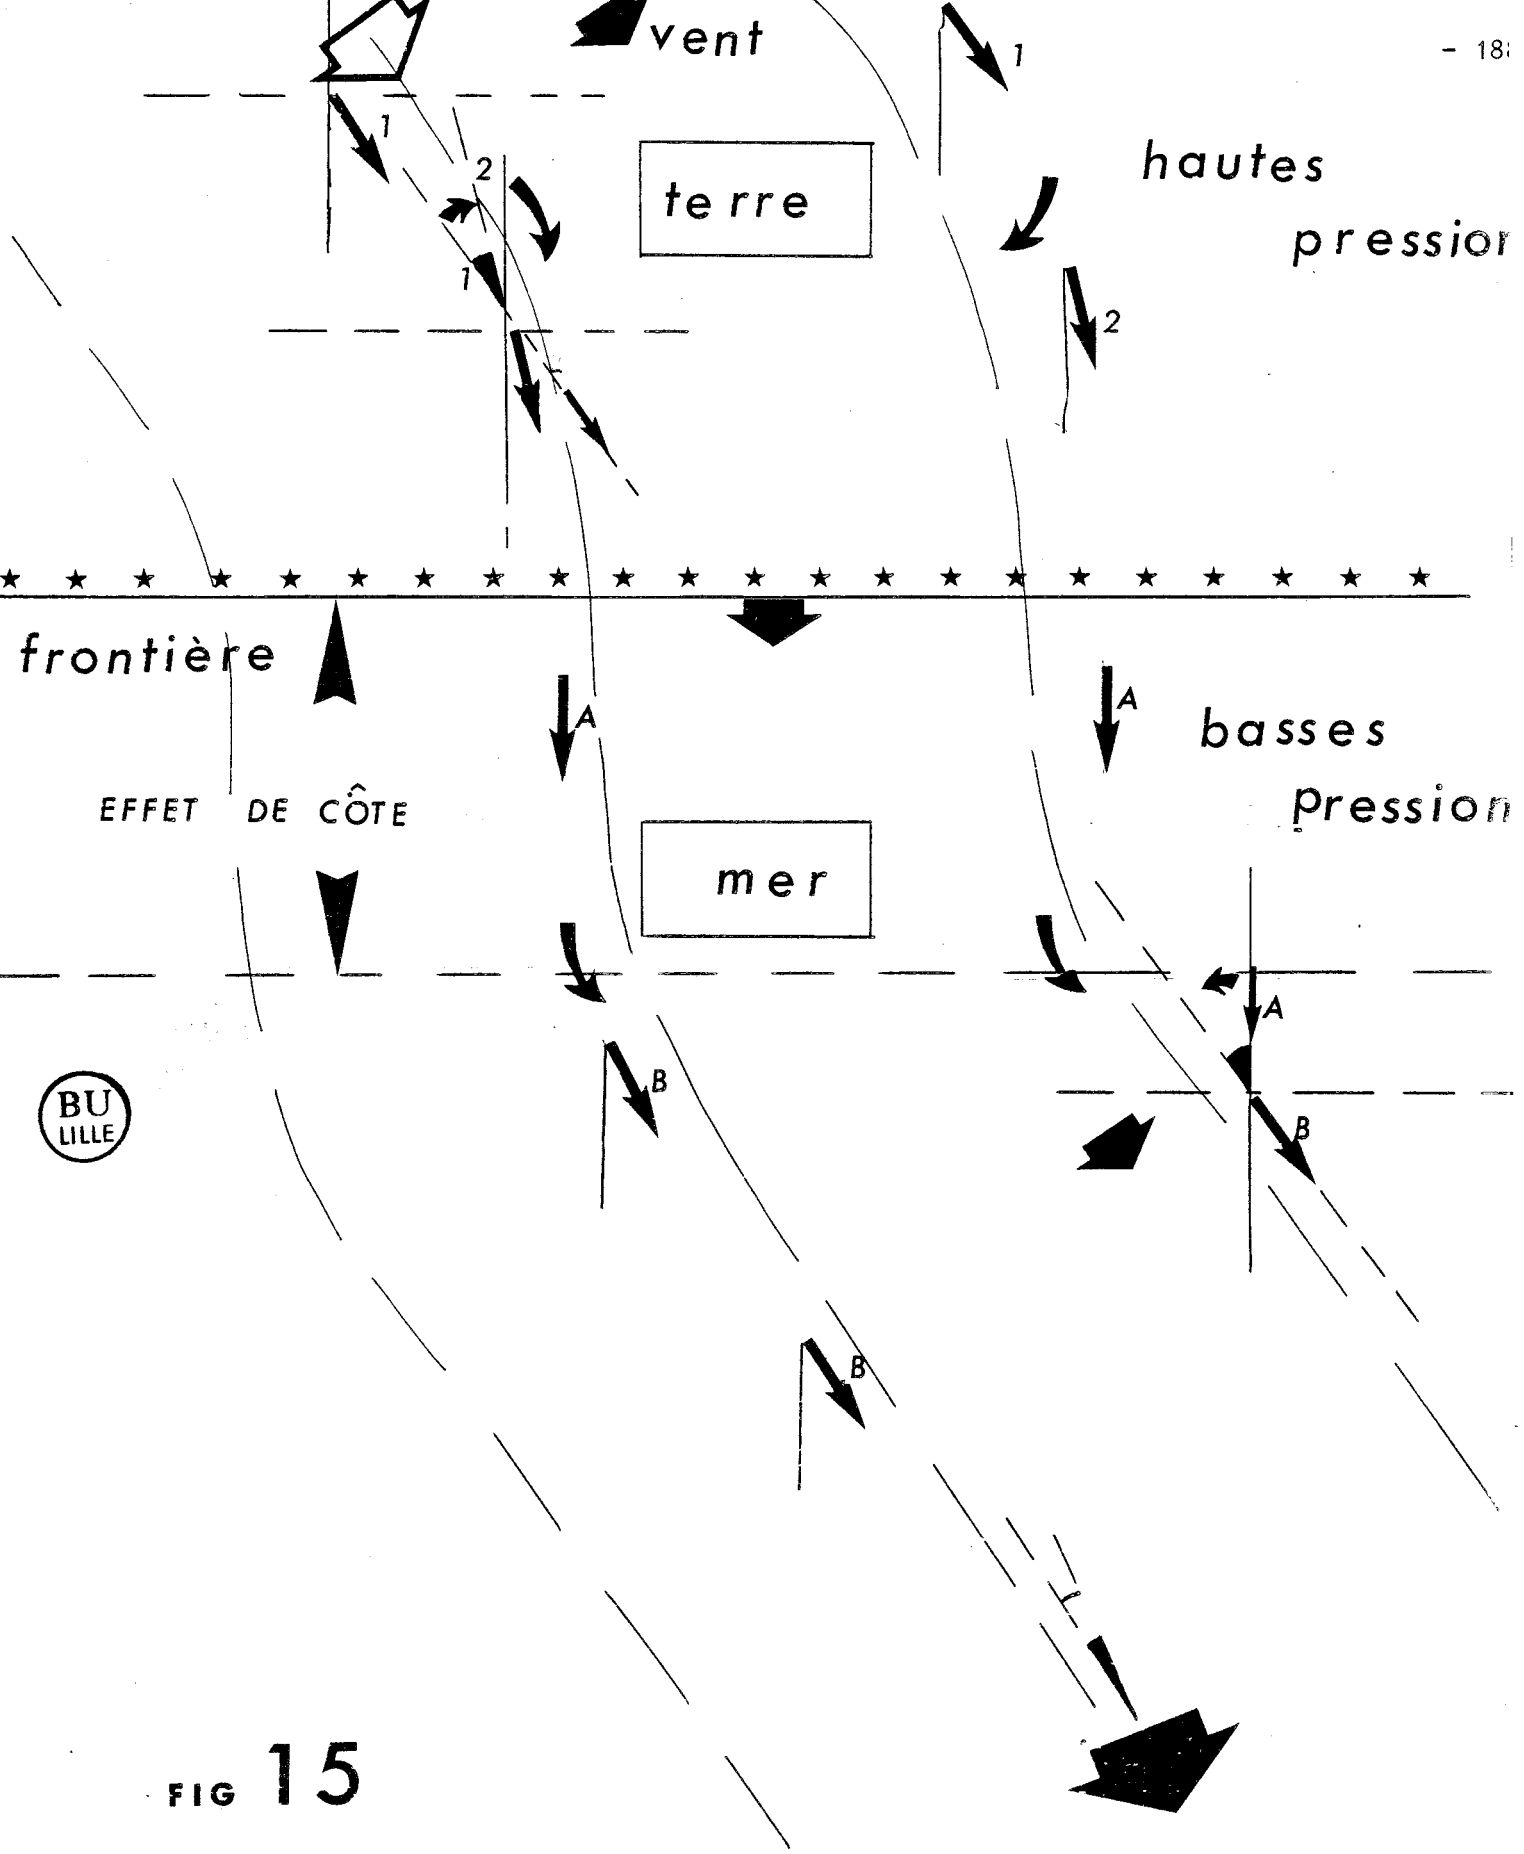 vent
- 18
1
1
hautes
2
terre
pression
1
2
frontière
A
A
basses
EFFET DE CÔTE
pression
mer
A
B
BU
LILLE
B
B
FIG 15